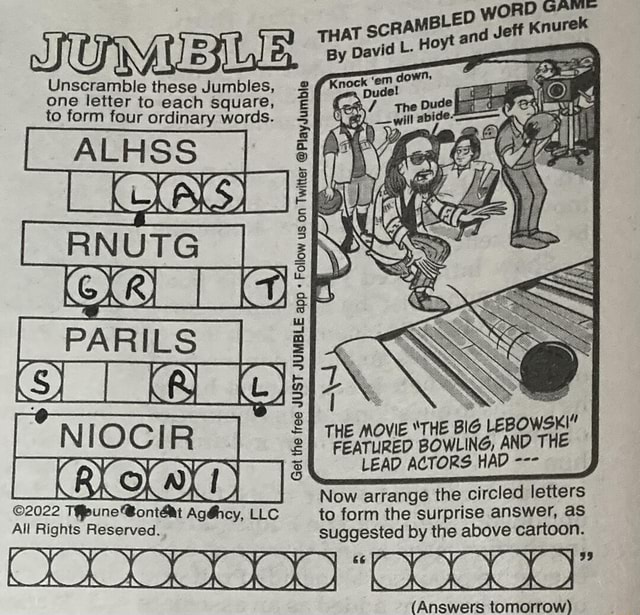 JUMBLE
THAT SCRAMBLED WORD GAME
By David L. Hoyt and Jeff Knurek
Unscramble these Jumbles,
one letter to each square,
to form four ordinary words.
ALHSS
L A S
RNUTG
G R T
PARILS
S R L
NIOCIR
R O N I
©2022 Tribune Content Agency, LLC
All Rights Reserved.
Get the free JUST JUMBLE app • Follow us on Twitter @PlayJumble
Knock 'em down,
Dude!
The Dude
will abide.
THE MOVIE "THE BIG LEBOWSKI"
FEATURED BOWLING, AND THE
LEAD ACTORS HAD ---
Now arrange the circled letters
to form the surprise answer, as
suggested by the above cartoon.
“ ”
(Answers tomorrow)